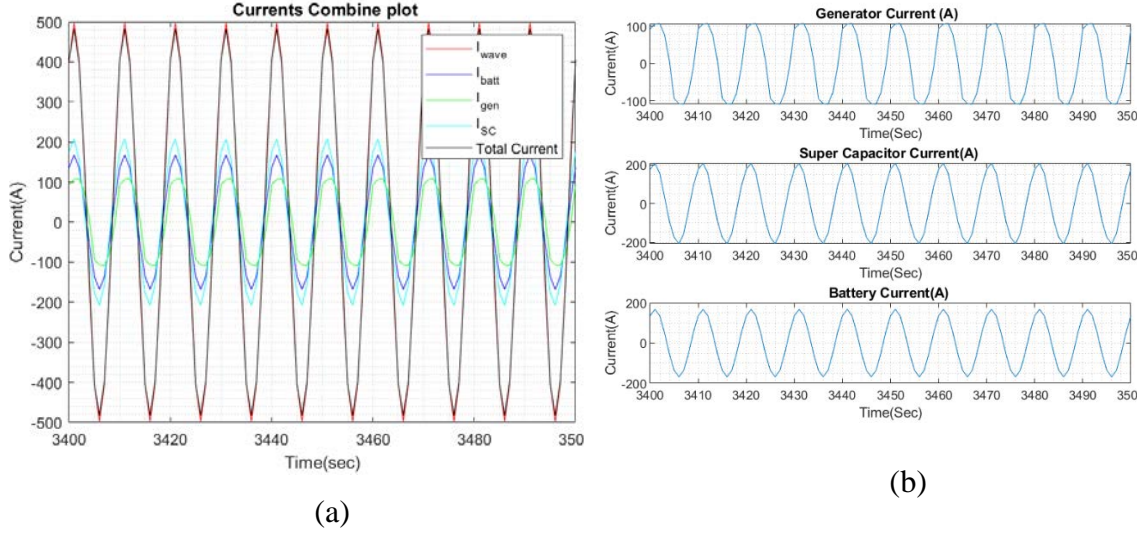 Currents Combine plot
500
400
300
200
100
0
-100
-200
-300
-400
-500
Current(A)
I_wave
I_batt
I_gen
I_SC
Total Current
3400 3420 3440 3460 3480 350
Time(sec)
(a)
Generator Current (A)
100
0
-100
Current(A)
3400 3410 3420 3430 3440 3450 3460 3470 3480 3490 350
Time(Sec)
Super Capacitor Current(A)
200
0
-200
Current(A)
3400 3410 3420 3430 3440 3450 3460 3470 3480 3490 350
Time(Sec)
Battery Current(A)
200
0
-200
Current(A)
3400 3410 3420 3430 3440 3450 3460 3470 3480 3490 350
Time(Sec)
(b)